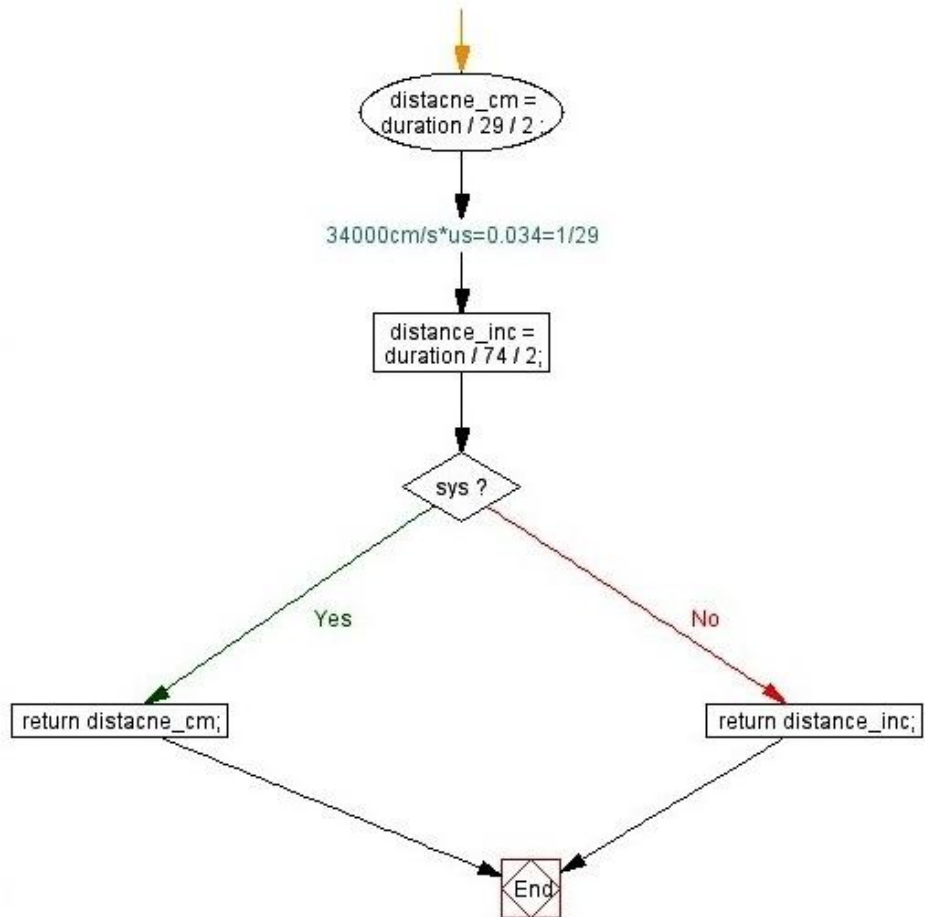 distacne_cm =
duration / 29 / 2 ;
34000cm/s*us=0.034=1/29
distance_inc =
duration / 74 / 2;
sys ?
Yes
No
return distacne_cm;
return distance_inc;
End